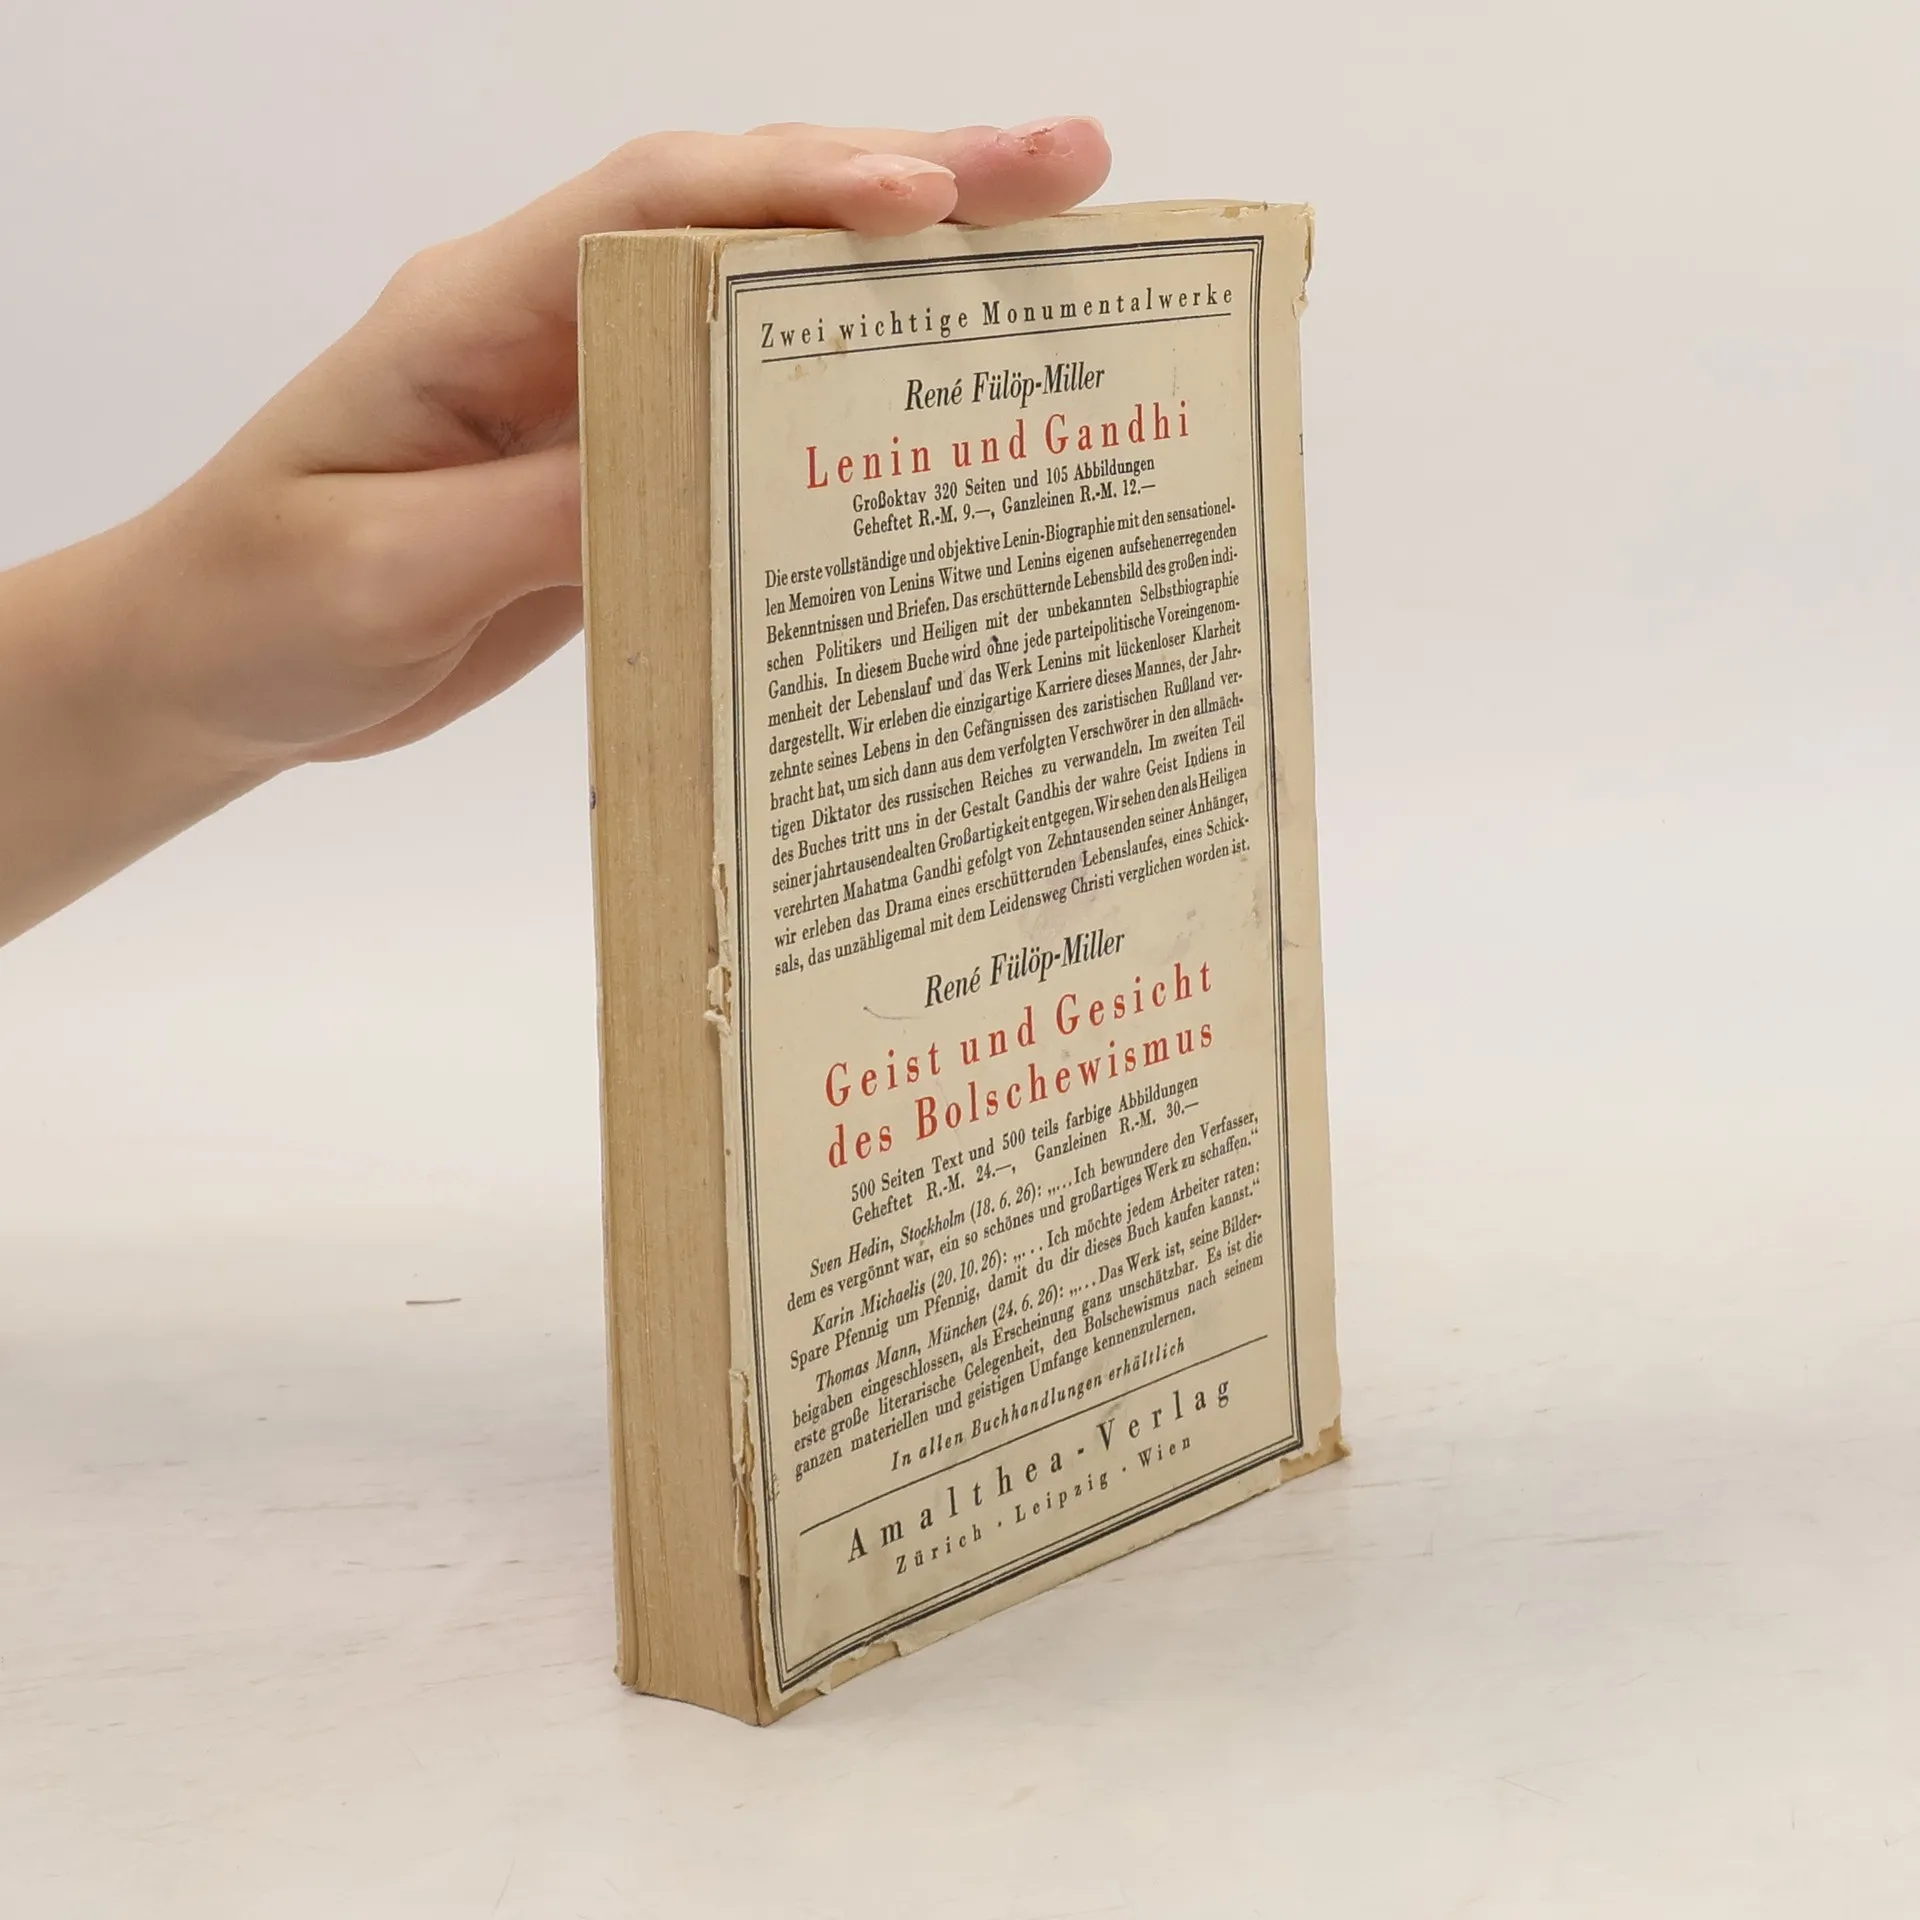 Zwei wichtige Monumentalwerke
René Fülöp-Miller
Lenin und Gandhi
Großoktav 320 Seiten und 105 Abbildungen
Geheftet R.-M. 9.—, Ganzleinen R.-M. 12.—
Die erste vollständige und objektive Lenin-Biographie mit den sensationel-
len Memoiren von Lenins Witwe und Lenins eigenen aufsehenerregenden
Bekenntnissen und Briefen. Das erschütternde Lebensbild des großen indi-
schen Politikers und Heiligen mit der unbekannten Selbstbiographie
Gandhis. In diesem Buche wird ohne jede parteipolitische Voreingenom-
menheit der Lebenslauf und das Werk Lenins mit lückenloser Klarheit
dargestellt. Wir erleben die einzigartige Karriere dieses Mannes, der Jahr-
zehnte seines Lebens in den Gefängnissen des zaristischen Rußland ver-
bracht hat, um sich dann aus dem verfolgten Verschwörer in den allmäch-
tigen Diktator des russischen Reiches zu verwandeln. Im zweiten Teil
des Buches tritt uns in der Gestalt Gandhis der wahre Geist Indiens in
seiner jahrtausendealten Großartigkeit entgegen. Wir sehen den als Heiligen
verehrten Mahatma Gandhi gefolgt von Zehntausenden seiner Anhänger,
wir erleben das Drama eines erschütternden Lebenslaufes, eines Schick-
sals, das unzähligemal mit dem Leidensweg Christi verglichen worden ist.
René Fülöp-Miller
Geist und Gesicht
des Bolschewismus
500 Seiten Text und 500 teils farbige Abbildungen
Geheftet R.-M. 24.—, Ganzleinen R.-M. 30.—
Sven Hedin, Stockholm (18. 6. 26): „...Ich bewundere den Verfasser,
dem es vergönnt war, ein so schönes und großartiges Werk zu schaffen.“
Karin Michaelis (20. 10. 26): „... Ich möchte jedem Arbeiter raten:
Spare Pfennig um Pfennig, damit du dir dieses Buch kaufen kannst.“
Thomas Mann, München (24. 6. 26): „...Das Werk ist, seine Bilder-
beigaben eingeschlossen, als Erscheinung ganz unschätzbar. Es ist die
erste große literarische Gelegenheit, den Bolschewismus nach seinem
ganzen materiellen und geistigen Umfange kennenzulernen.
In allen Buchhandlungen erhältlich
Amalthea-Verlag
Zürich · Leipzig · Wien